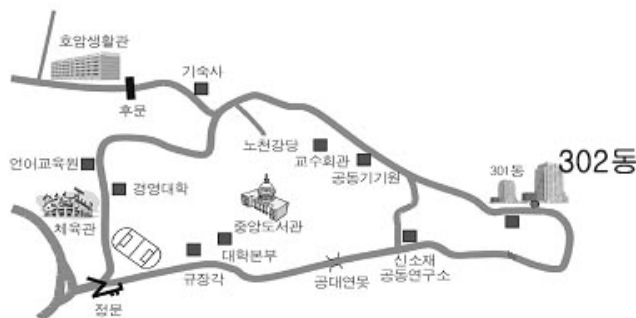 호암생활관
기숙사
후문
노천강당
교수회관
공동기기원
301동
302동
언어교육원
경영대학
체육관
중앙도서관
대학본부
규장각
공대연못
신소재
공동연구소
정문